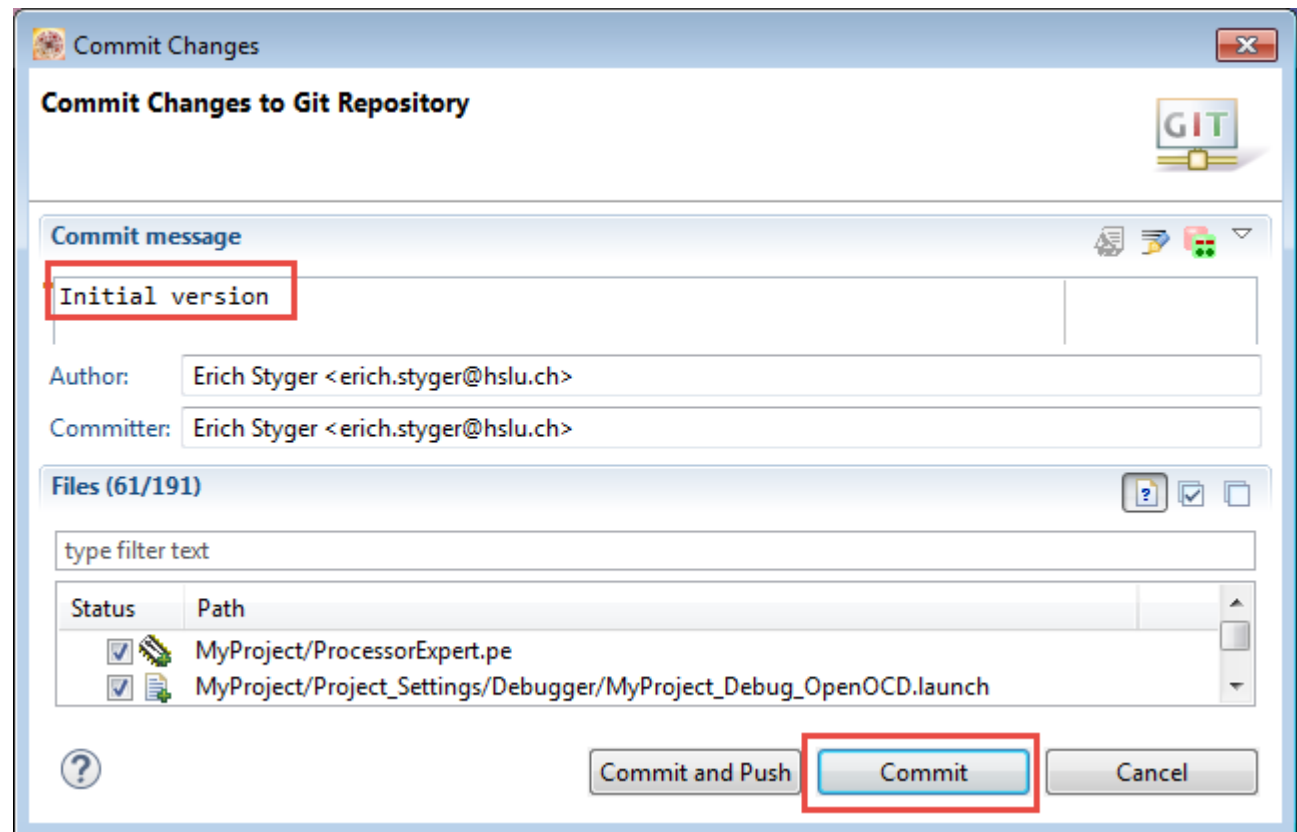 Commit Changes
Commit Changes to Git Repository
GIT
Commit message
Initial version
Author: Erich Styger <erich.styger@hslu.ch>
Committer: Erich Styger <erich.styger@hslu.ch>
Files (61/191)
type filter text
Status Path
MyProject/ProcessorExpert.pe
MyProject/Project_Settings/Debugger/MyProject_Debug_OpenOCD.launch
Commit and Push Commit Cancel